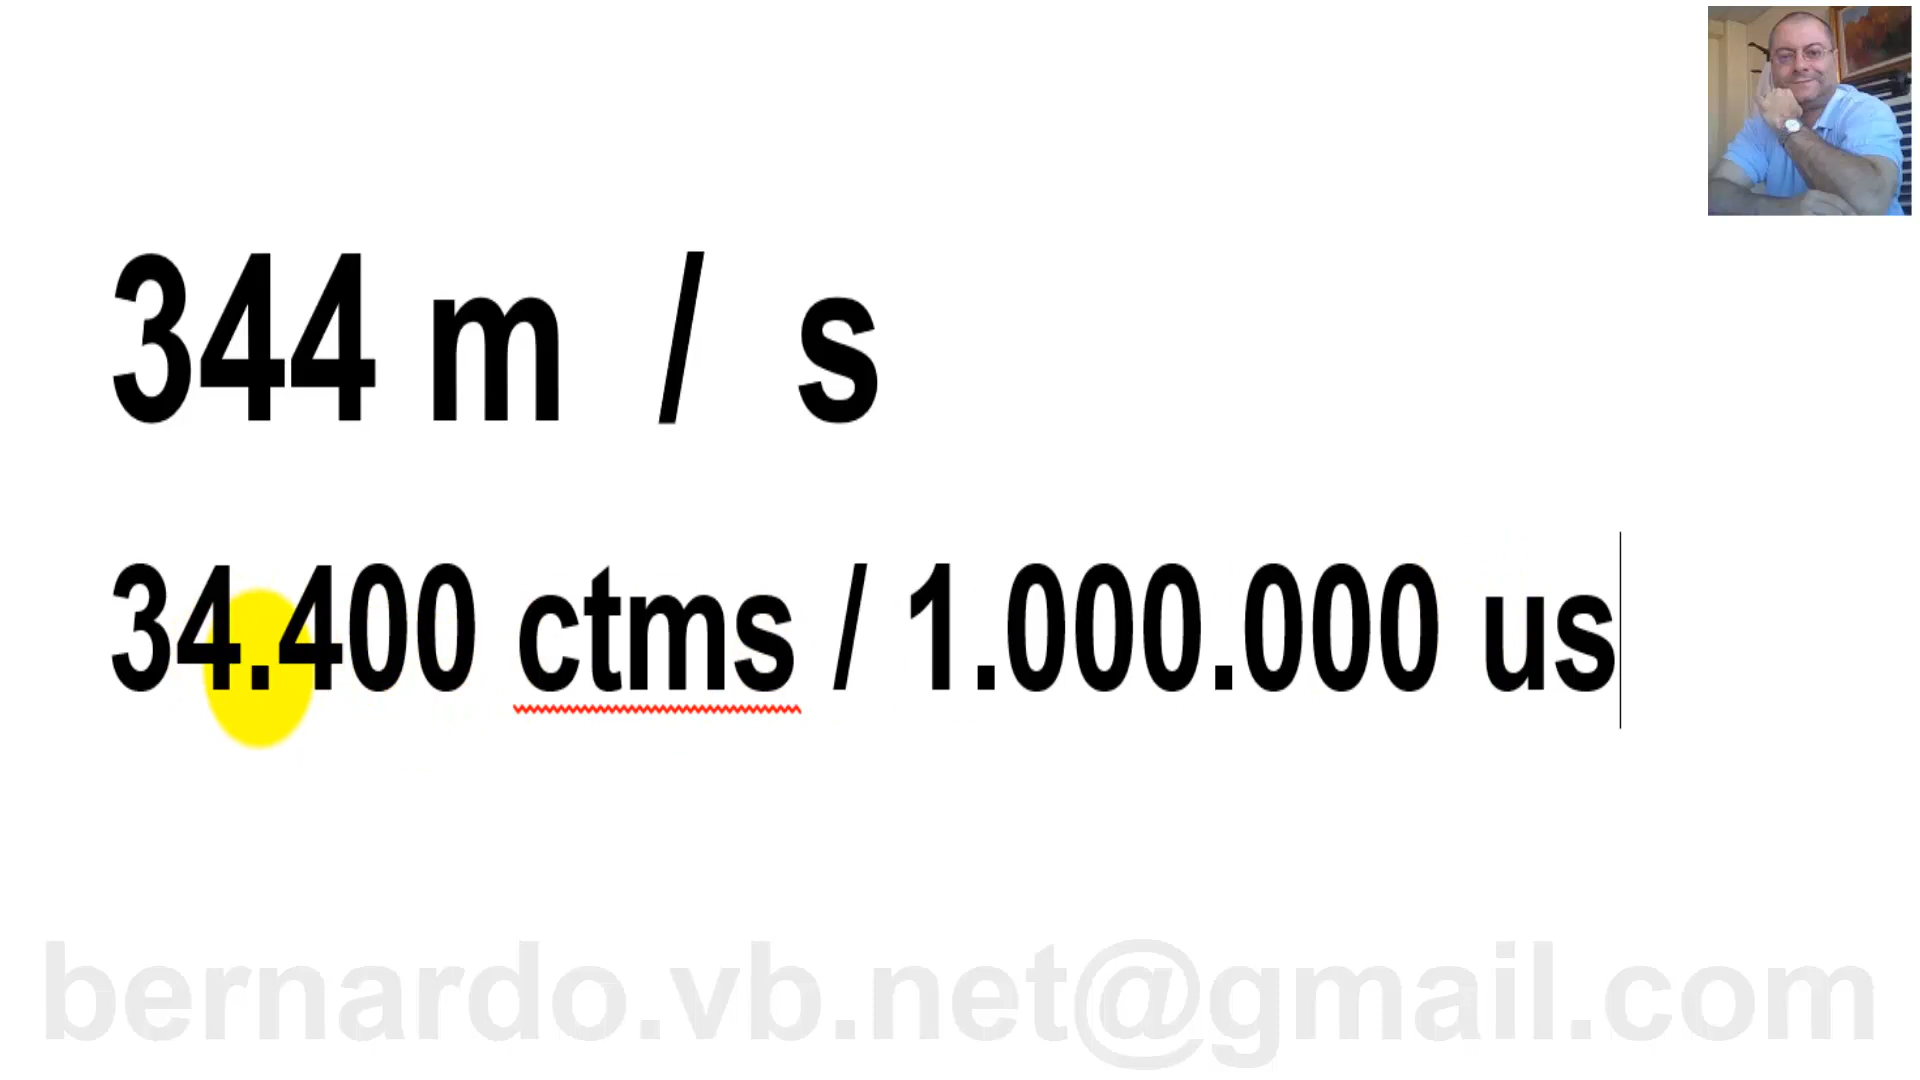 344 m / s
34.400 ctms / 1.000.000 us
bernardo.vb.net@gmail.com